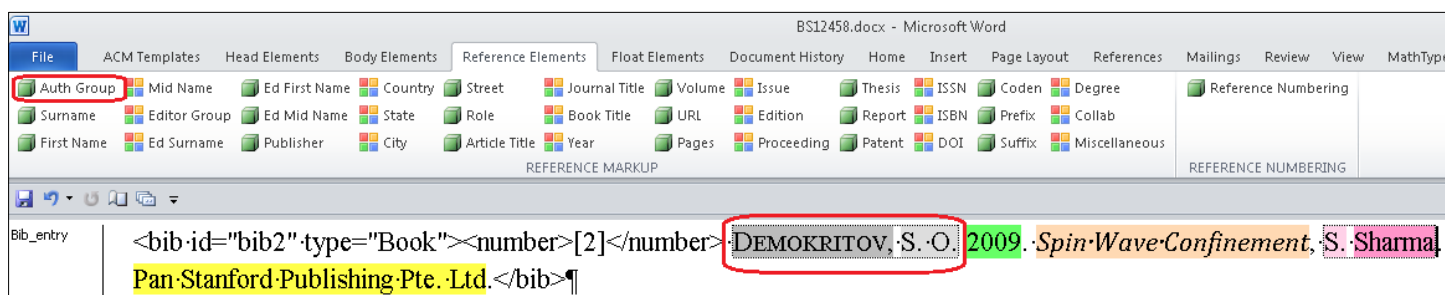 W BS12458.docx - Microsoft Word
File ACM Templates Head Elements Body Elements Reference Elements Float Elements Document History Home Insert Page Layout References Mailings Review View MathType
Auth Group Mid Name Ed First Name Country Street Journal Title Volume Issue Thesis ISSN Coden Degree Reference Numbering
Surname Editor Group Ed Mid Name State Role Book Title URL Edition Report ISBN Prefix Collab
First Name Ed Surname Publisher City Article Title Year Pages Proceeding Patent DOI Suffix Miscellaneous
REFERENCE MARKUP REFERENCE NUMBERING
Bib_entry <bib·id="bib2"·type="Book"><number>[2]</number>·DEMOKRITOV,·S.·O.·2009.·Spin·Wave·Confinement,·S.·Sharma.
Pan·Stanford·Publishing·Pte.·Ltd.</bib>¶